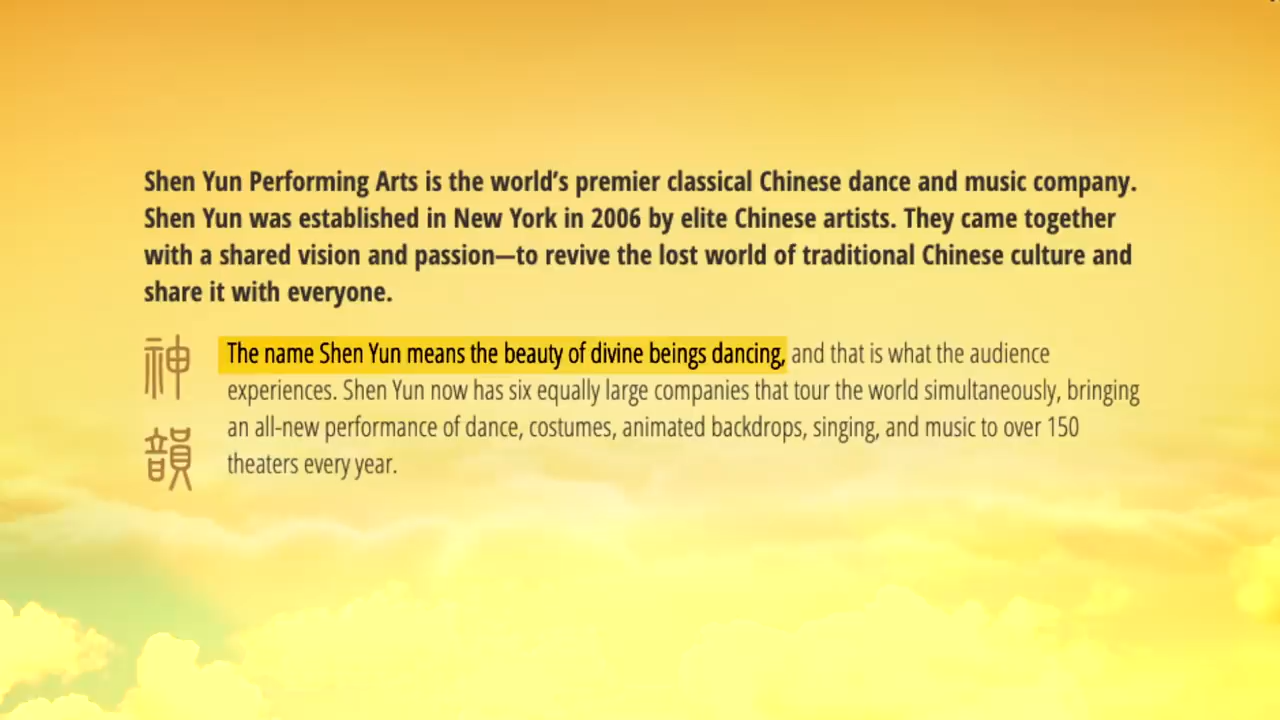 Shen Yun Performing Arts is the world's premier classical Chinese dance and music company.
Shen Yun was established in New York in 2006 by elite Chinese artists. They came together
with a shared vision and passion—to revive the lost world of traditional Chinese culture and
share it with everyone.
神
韻
The name Shen Yun means the beauty of divine beings dancing, and that is what the audience
experiences. Shen Yun now has six equally large companies that tour the world simultaneously, bringing
an all-new performance of dance, costumes, animated backdrops, singing, and music to over 150
theaters every year.